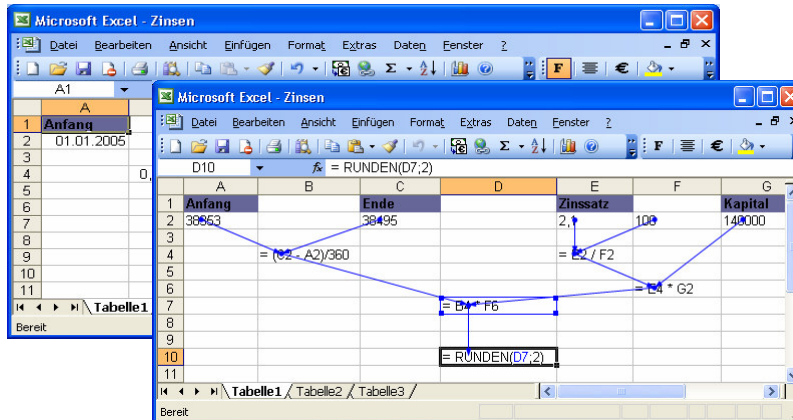 Microsoft Excel - Zinsen
Datei Bearbeiten Ansicht Einfügen Format Extras Daten Fenster ?
F €
A1
A
1 Anfang
2 01.01.2005
3
4 0,
5
6
7
8
9
10
11
Tabelle1
Bereit
Microsoft Excel - Zinsen
Datei Bearbeiten Ansicht Einfügen Format Extras Daten Fenster ?
F €
D10 fx = RUNDEN(D7;2)
A B C D E F G
1 Anfang Ende Zinssatz Kapital
2 38353 38495 2,1 100 140000
3
4 = (C2 - A2)/360 = E2 / F2
5
6 = E4 * G2
7 = B4 * F6
8
9
10 = RUNDEN(D7;2)
11
Tabelle1 Tabelle2 Tabelle3
Bereit